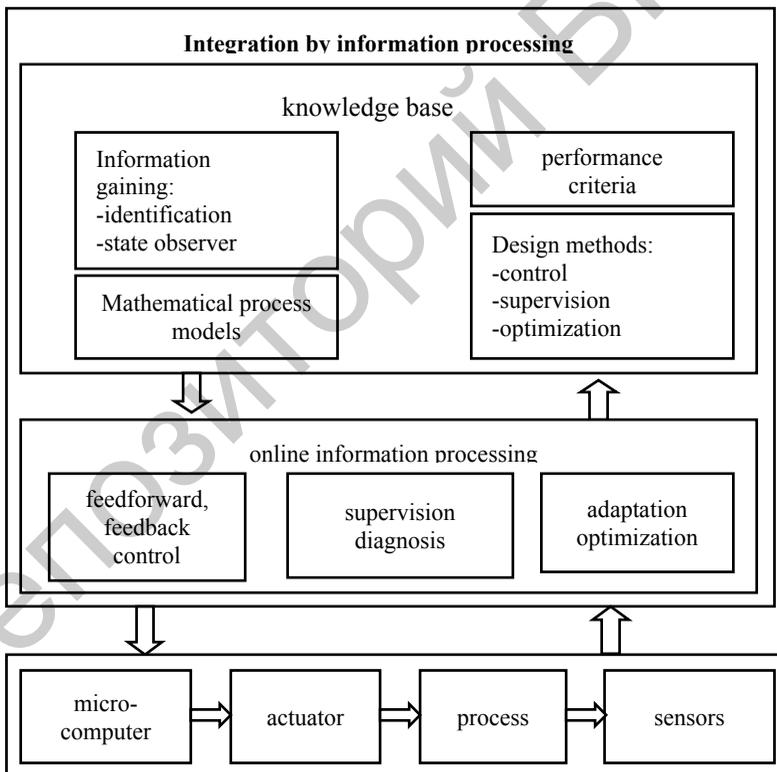 Integration by information processing
knowledge base
Information
gaining:
-identification
-state observer
Mathematical process
models
performance
criteria
Design methods:
-control
-supervision
-optimization
online information processing
feedforward,
feedback
control
supervision
diagnosis
adaptation
optimization
micro-
computer
actuator
process
sensors